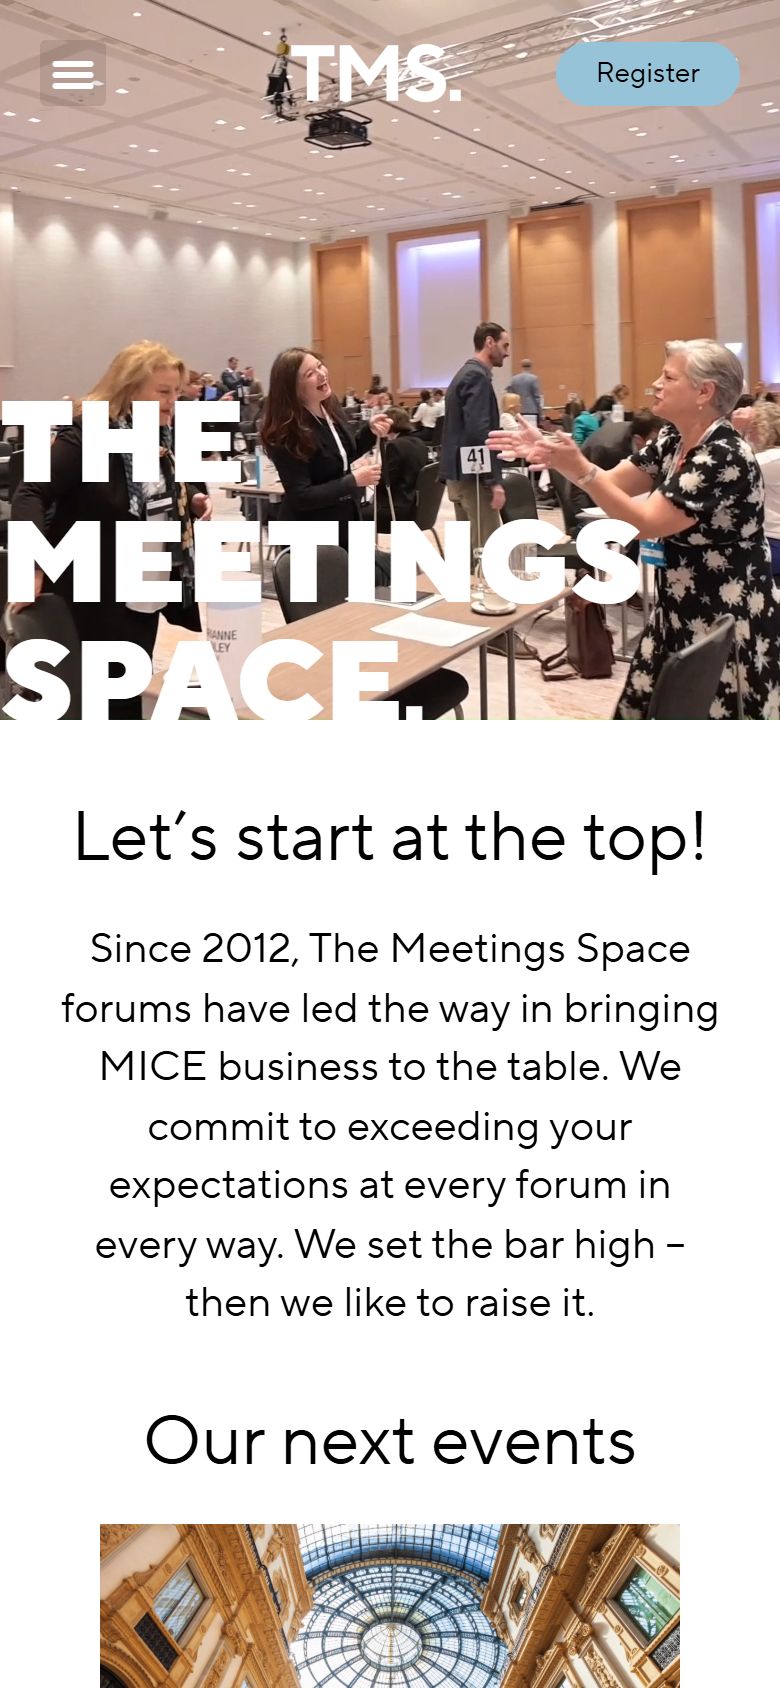 TMS.
Register
41
THE
MEETINGS
SPACE.
Let’s start at the top!
Since 2012, The Meetings Space
forums have led the way in bringing
MICE business to the table. We
commit to exceeding your
expectations at every forum in
every way. We set the bar high –
then we like to raise it.
Our next events